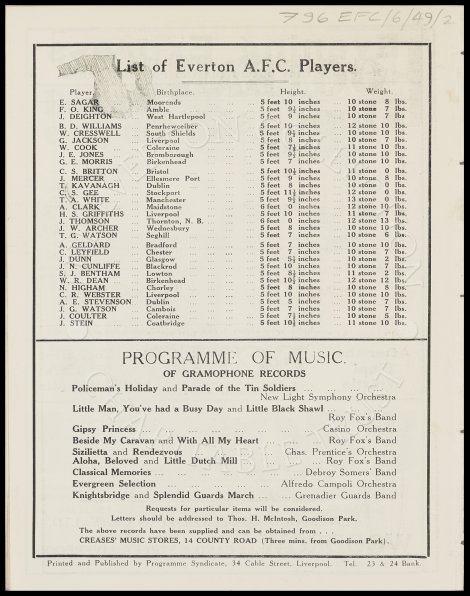 796 EFC/6/49/2
List of Everton A.F.C. Players.
Player. Birthplace. Height. Weight.
E. SAGAR ... Moorends ... 5 feet 10 inches ... 10 stone 8 lbs.
F. O. KING ... Amble ... 5 feet 9½ inches ... 10 stone 7 lbs.
J. DEIGHTON ... West Hartlepool ... 5 feet 9 inches ... 10 stone 7 lbs.
B. D. WILLIAMS ... Penrhiwceiber ... 5 feet 10 inches ... 12 stone 10 lbs.
W. CRESSWELL ... South Shields ... 5 feet 9½ inches ... 10 stone 10 lbs.
G. JACKSON ... Liverpool ... 5 feet 8 inches ... 10 stone 7 lbs.
W. COOK ... Coleraine ... 5 feet 7½ inches ... 11 stone 10 lbs.
J. E. JONES ... Bromborough ... 5 feet 9½ inches ... 10 stone 10 lbs.
G. E. MORRIS ... Birkenhead ... 5 feet 7 inches ... 10 stone 10 lbs.
C. S. BRITTON ... Bristol ... 5 feet 10½ inches ... 11 stone 0 lbs.
J. MERCER ... Ellesmere Port ... 5 feet 9 inches ... 10 stone 8 lbs.
T. KAVANAGH ... Dublin ... 5 feet 8 inches ... 10 stone 0 lbs.
C. S. GEE ... Stockport ... 5 feet 11½ inches ... 12 stone 0 lbs.
T. A. WHITE ... Manchester ... 5 feet 9½ inches ... 13 stone 0 lbs.
A. CLARK ... Maidstone ... 6 feet 0 inches ... 12 stone 10 lbs.
H. S. GRIFFITHS ... Liverpool ... 5 feet 10 inches ... 11 stone 7 lbs.
J. THOMSON ... Thornton, N. B. ... 6 feet 0 inches ... 12 stone 13 lbs.
J. W. ARCHER ... Wednesbury ... 5 feet 8 inches ... 10 stone 10 lbs.
T. G. WATSON ... Seghill ... 5 feet 7 inches ... 10 stone 6 lbs.
A. GELDARD ... Bradford ... 5 feet 7 inches ... 10 stone 10 lbs.
C. LEYFIELD ... Chester ... 5 feet 7 inches ... 10 stone 7 lbs.
J. DUNN ... Glasgow ... 5 feet 5½ inches ... 10 stone 2 lbs.
J. N. CUNLIFFE ... Blackrod ... 5 feet 10 inches ... 10 stone 7 lbs.
S. J. BENTHAM ... Lowton ... 5 feet 8½ inches ... 11 stone 2 lbs.
W. R. DEAN ... Birkenhead ... 5 feet 10½ inches ... 12 stone 12 lbs.
N. HIGHAM ... Chorley ... 5 feet 8 inches ... 10 stone 8 lbs.
C. R. WEBSTER ... Liverpool ... 5 feet 10 inches ... 10 stone 10 lbs.
A. E. STEVENSON ... Dublin ... 5 feet 5 inches ... 10 stone 7 lbs.
J. G. WATSON ... Cambois ... 5 feet 7 inches ... 10 stone 7 lbs.
J. COULTER ... Coleraine ... 5 feet 7½ inches ... 10 stone 5 lbs.
J. STEIN ... Coatbridge ... 5 feet 10½ inches ... 11 stone 10 lbs.
PROGRAMME OF MUSIC.
OF GRAMOPHONE RECORDS
Policeman's Holiday and Parade of the Tin Soldiers ... ... ... ...
New Light Symphony Orchestra
Little Man, You've had a Busy Day and Little Black Shawl ... ...
Roy Fox's Band
Gipsy Princess ... ... ... ... Casino Orchestra
Beside My Caravan and With All My Heart ... ... Roy Fox's Band
Sizilietta and Rendezvous ... Chas. Prentice's Orchestra
Aloha, Beloved and Little Dutch Mill ... ... Roy Fox's Band
Classical Memories ... ... ... Debroy Somers' Band
Evergreen Selection ... ... ... Alfredo Campoli Orchestra
Knightsbridge and Splendid Guards March ... ... Grenadier Guards Band
Requests for particular items will be considered.
Letters should be addressed to Thos. H. McIntosh, Goodison Park.
The above records have been supplied and can be obtained from . . .
CREASES' MUSIC STORES, 14 COUNTY ROAD (Three mins. from Goodison Park).
Printed and Published by Programme Syndicate, 34 Cable Street, Liverpool. Tel. 23 & 24 Bank.